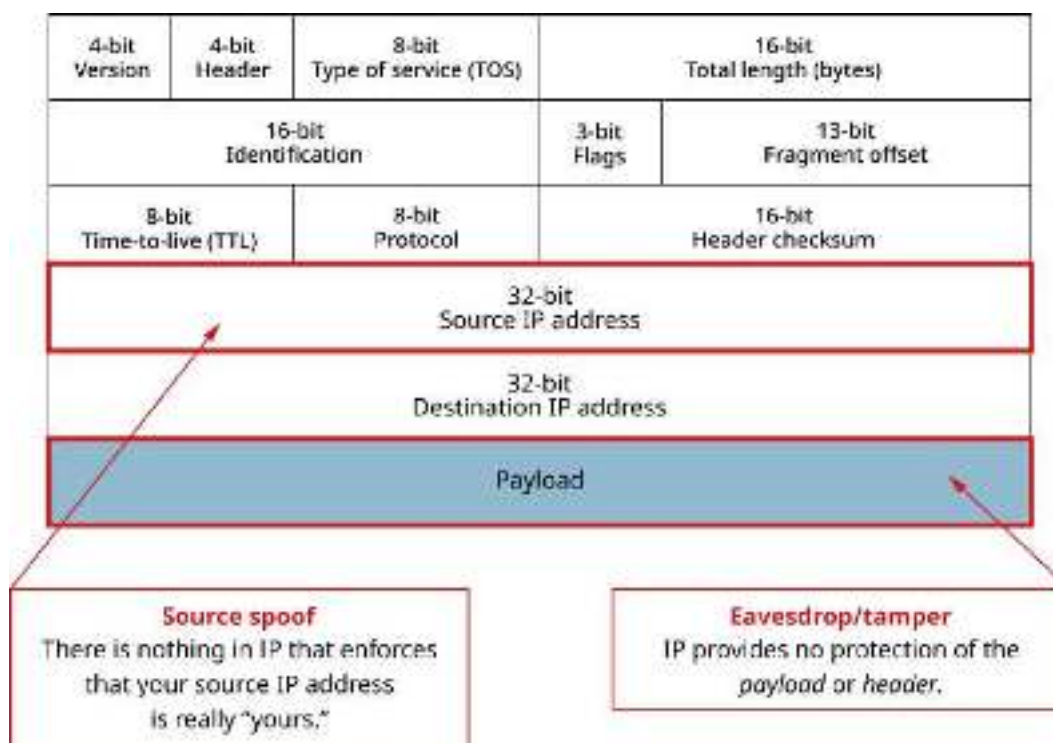 4-bit
Version
4-bit
Header
8-bit
Type of service (TOS)
16-bit
Total length (bytes)
16-bit
Identification
3-bit
Flags
13-bit
Fragment offset
8-bit
Time-to-live (TTL)
8-bit
Protocol
16-bit
Header checksum
32-bit
Source IP address
32-bit
Destination IP address
Payload
Source spoof
There is nothing in IP that enforces
that your source IP address
is really “yours.”
Eavesdrop/tamper
IP provides no protection of the
payload or header.